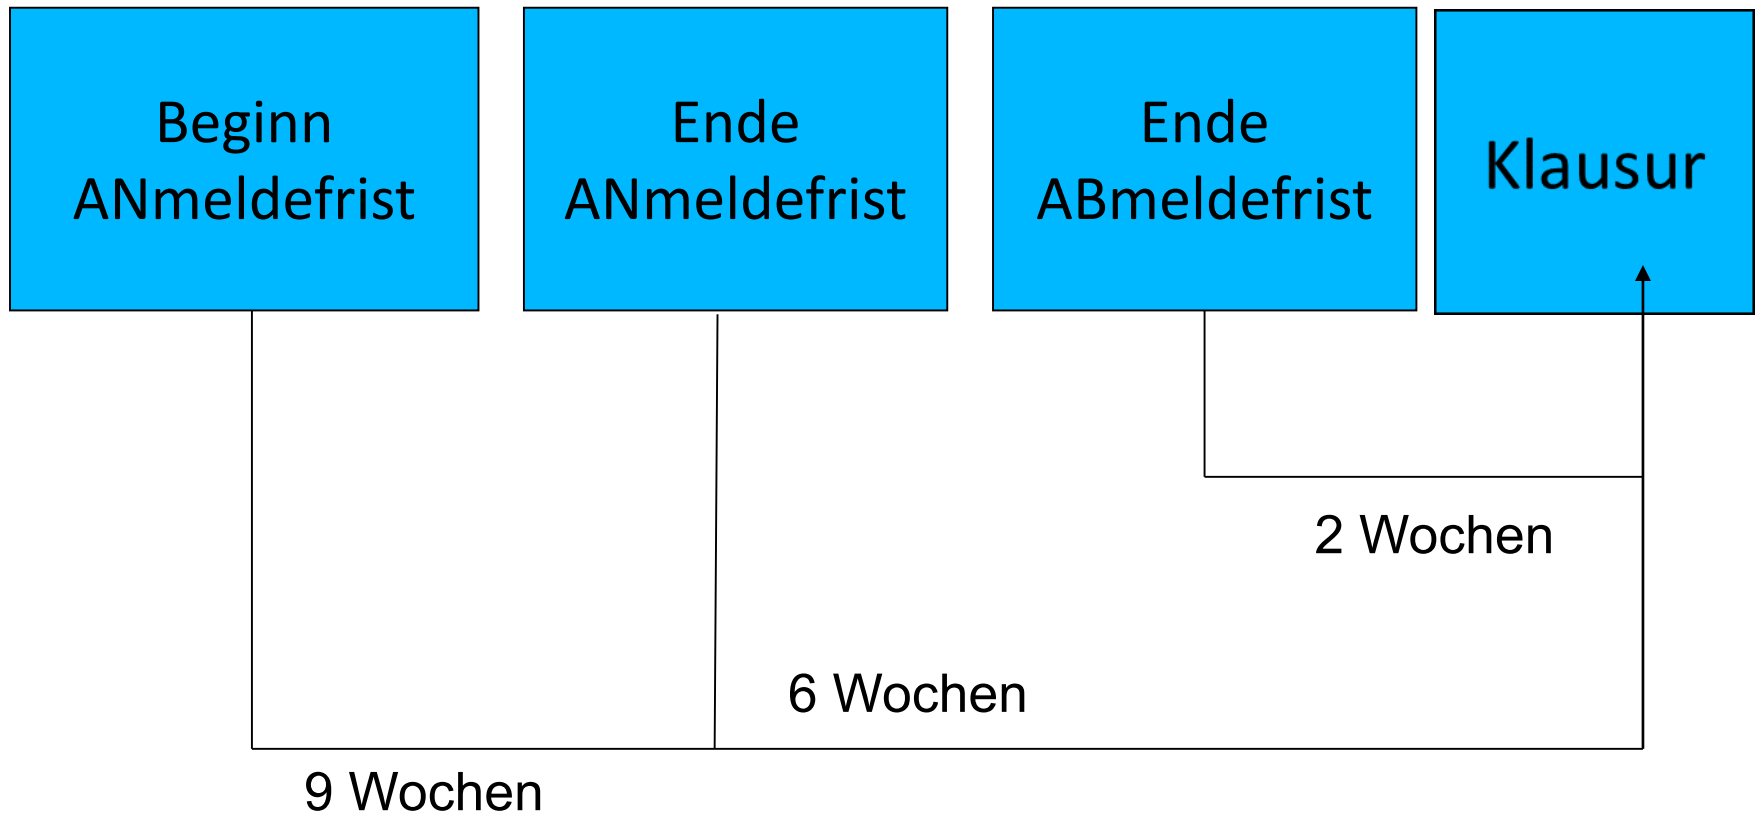 Beginn
ANmeldefrist
Ende
ANmeldefrist
Ende
ABmeldefrist
Klausur
2 Wochen
6 Wochen
9 Wochen